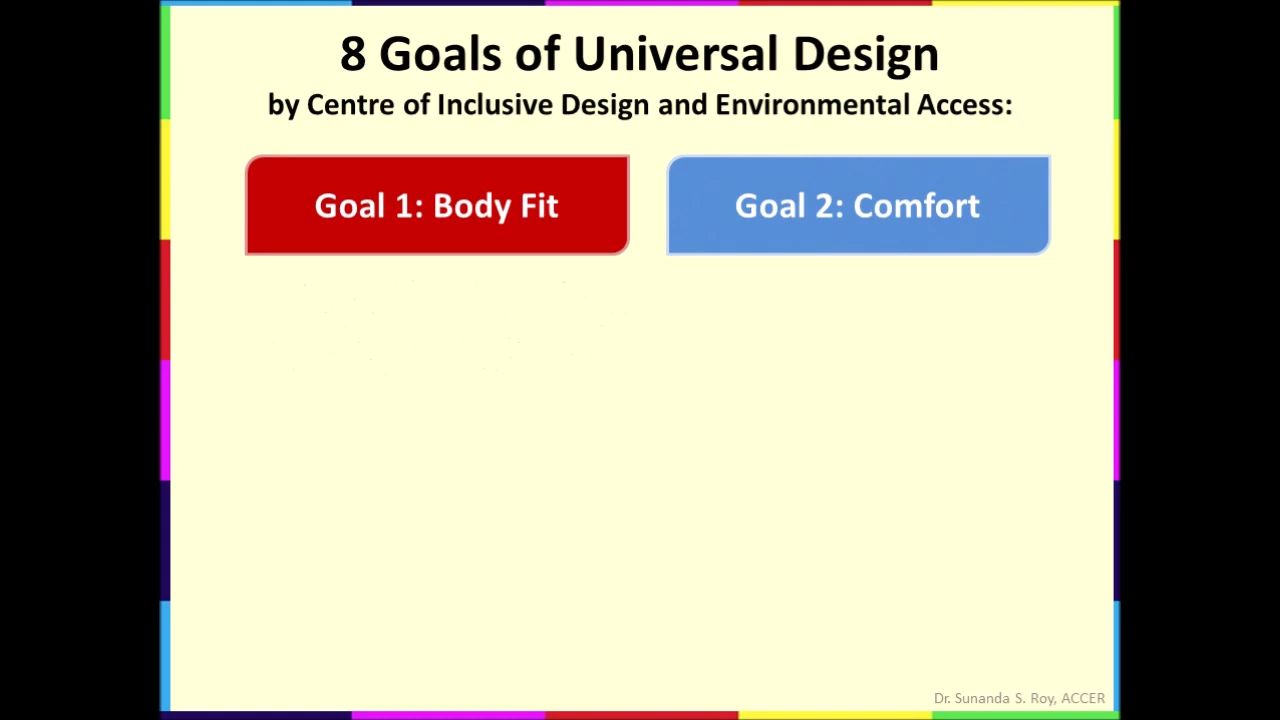 8 Goals of Universal Design
by Centre of Inclusive Design and Environmental Access:
Goal 1: Body Fit
Goal 2: Comfort
Dr. Sunanda S. Roy, ACCER